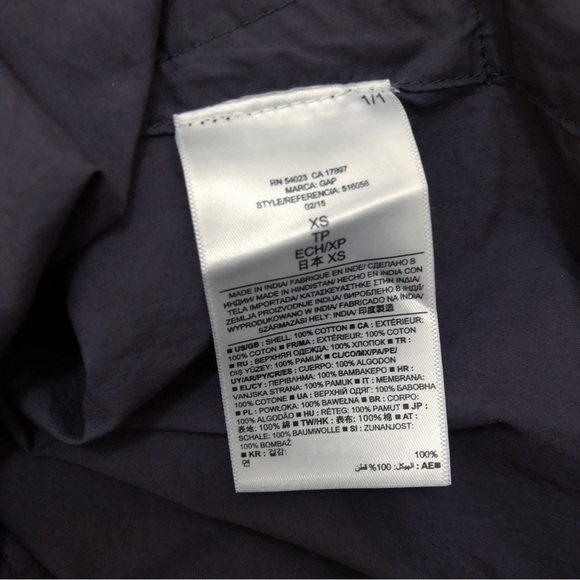 1/1
RN 54023 CA 17897
MARCA: GAP
STYLE/REFERENCIA: 516058
02/15
XS
TP
ECH/XP
日本 XS
MADE IN INDIA/ FABRIQUÉ EN INDE/ СДЕЛАНО В
ИНДИИ/ MADE IN HINDISTAN/ HECHO EN INDIA CON
TELA IMPORTADA/ ΚΑΤΑΣΚΕΥΑΣΤΗΚΕ ΣΤΗΝ ΙΝΔΙΑ/
ZEMLJA PROIZVODNJE INDIJA/ ВИРОБЛЕНО В ІНДІЇ/
WYPRODUKOWANO W INDIA/ FABRICADO NA ÍNDIA/
SZÁRMAZÁSI HELY: INDIA/ 印度製造
■ US/GB : SHELL: 100% COTTON ■ CA : EXTÉRIEUR:
100% COTON ■ FR/MA : EXTÉRIEUR: 100% COTON
■ RU : ВЕРХНЯЯ ОДЕЖДА: 100% ХЛОПОК ■ TR :
DIŞ YÜZEY: 100% PAMUK ■ CL/CO/MX/PA/PE/
UY/AR/PY/CR/ES : CUERPO: 100% ALGODÓN
■ EL/CY : ΠΕΡΙΒΛΗΜΑ: 100% ΒΑΜΒΑΚΕΡΟ ■ HR :
VANJSKA STRANA: 100% PAMUK ■ IT : MEMBRANA:
100% COTONE ■ UA : ВЕРХНІЙ ОДЯГ: 100% БАВОВНА
■ PL : POWŁOKA: 100% BAWEŁNA ■ BR : CORPO:
100% ALGODÃO ■ HU : RÉTEG: 100% PAMUT ■ JP :
表地: 100% 綿 ■ TW/HK : 表布: 100% 棉 ■ AT :
SCHALE: 100% BAUMWOLLE ■ SI : ZUNANJOST:
100% BOMBAŽ
■ KR : 겉감: 100%
면
■AE : الهيكل: 100% قطن